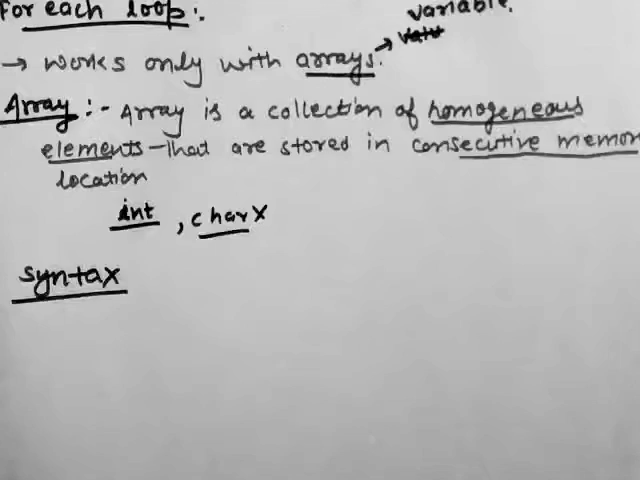 For each loop:
variable.
→ works only with arrays. →
Array :- Array is a collection of homogeneous
elements that are stored in consecutive memor
location
int , char X
syntax